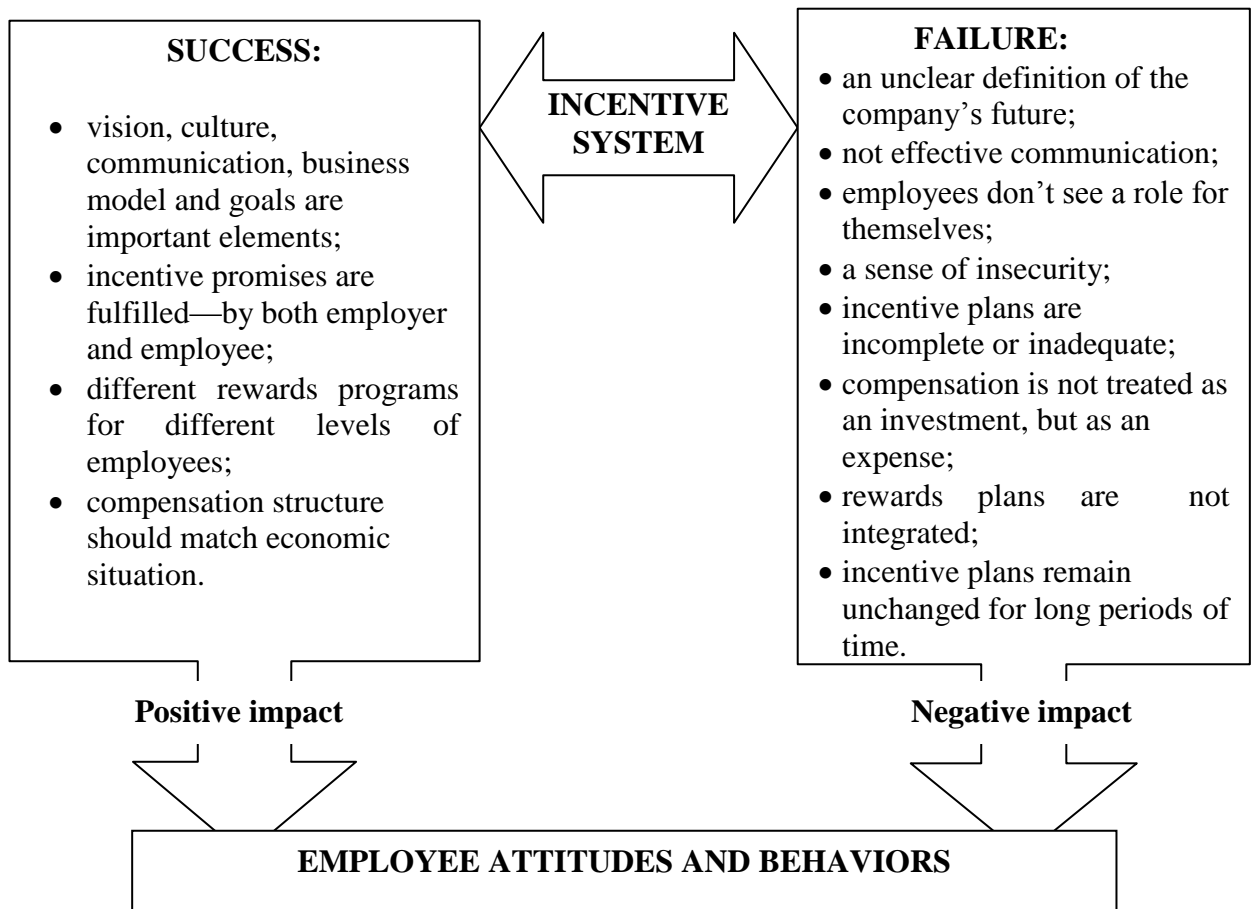 SUCCESS:
• vision, culture,
communication, business
model and goals are
important elements;
• incentive promises are
fulfilled—by both employer
and employee;
• different rewards programs
for different levels of
employees;
• compensation structure
should match economic
situation.
INCENTIVE
SYSTEM
FAILURE:
• an unclear definition of the
company’s future;
• not effective communication;
• employees don’t see a role for
themselves;
• a sense of insecurity;
• incentive plans are
incomplete or inadequate;
• compensation is not treated as
an investment, but as an
expense;
• rewards plans are not
integrated;
• incentive plans remain
unchanged for long periods of
time.
Positive impact
Negative impact
EMPLOYEE ATTITUDES AND BEHAVIORS